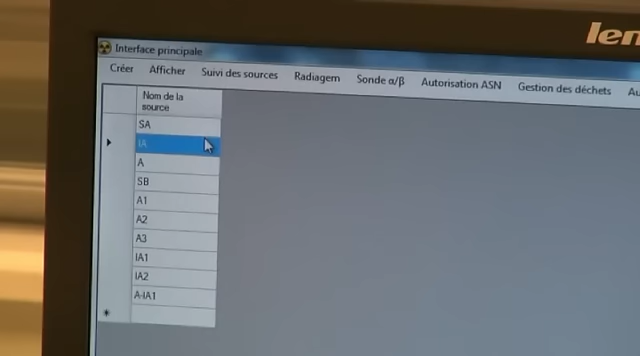 len
Interface principale
Créer Afficher Suivi des sources Radiagem Sonde α/β Autorisation ASN Gestion des déchets Au
Nom de la
source
SA
IA
A
SB
A1
A2
A3
IA1
IA2
A-IA1